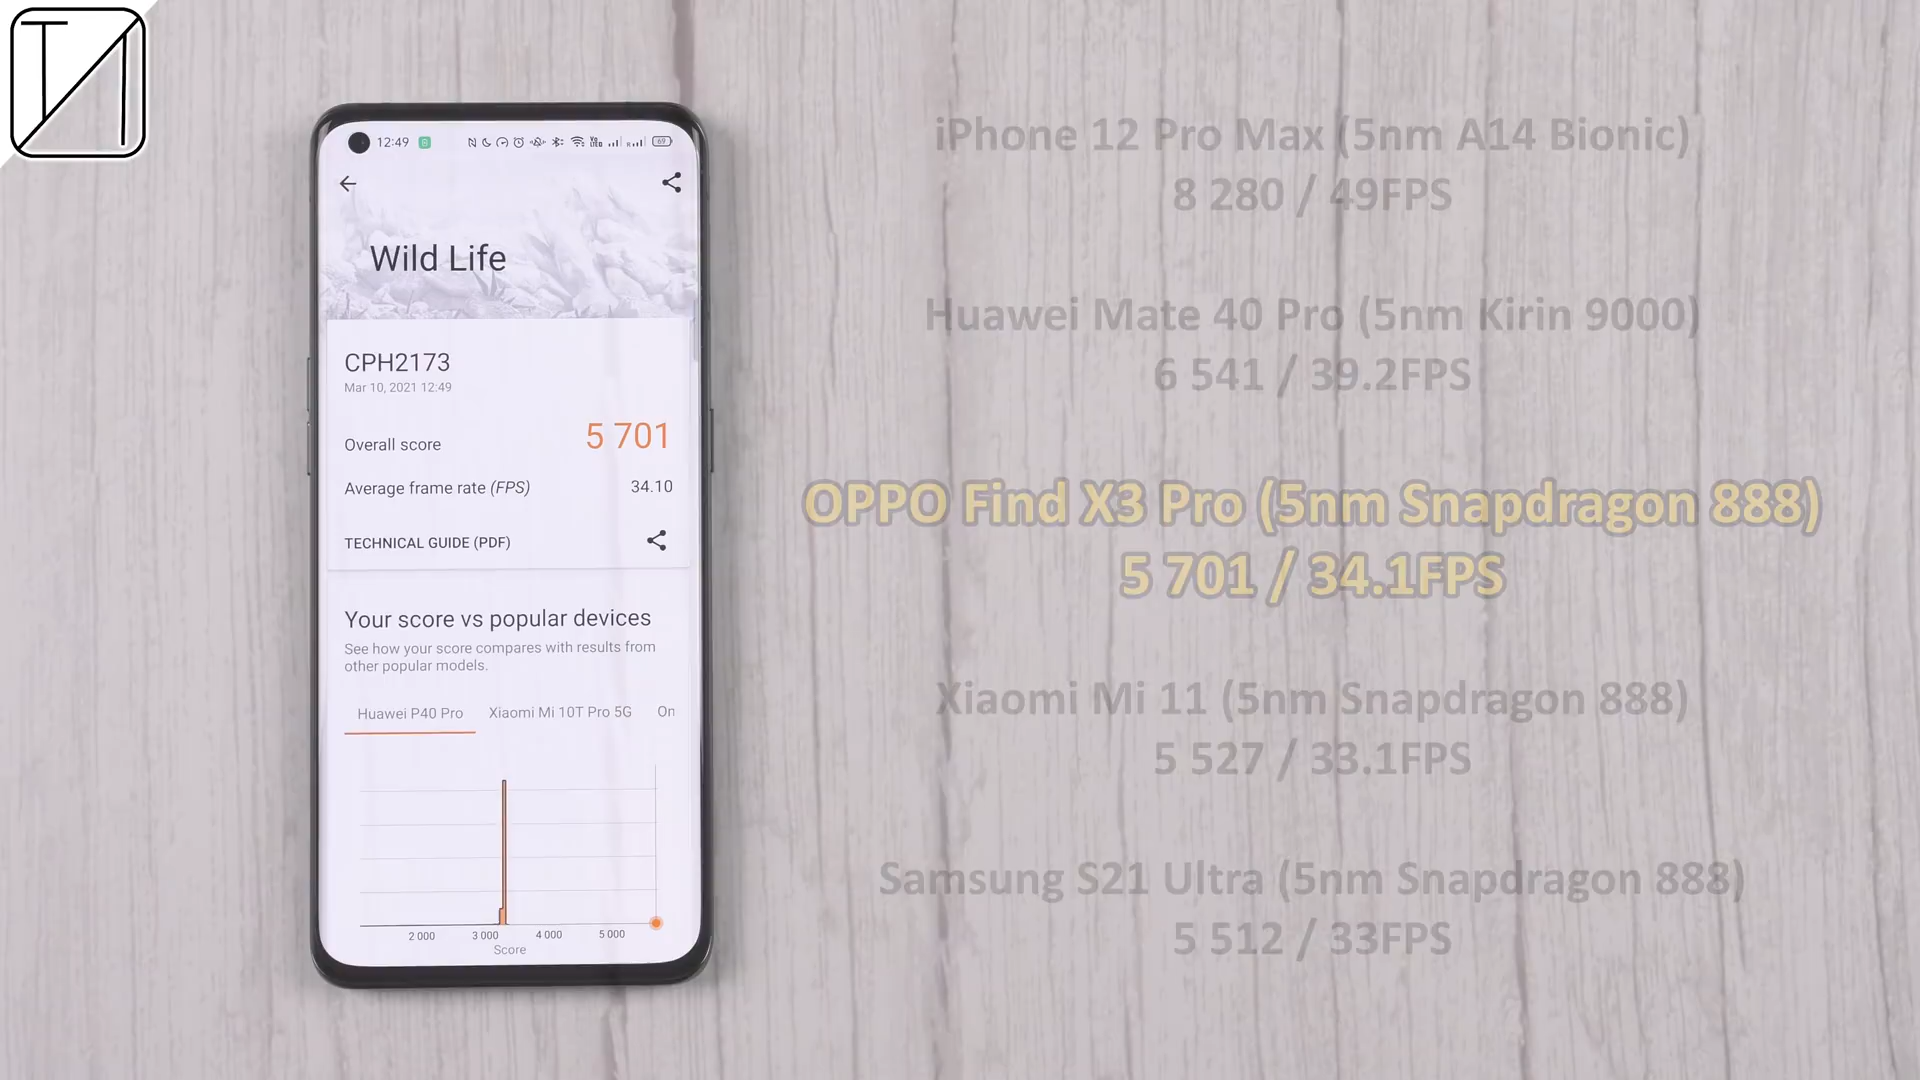 12:49
69
Wild Life
CPH2173
Mar 10, 2021 12:49
Overall score
5 701
Average frame rate (FPS)
34.10
TECHNICAL GUIDE (PDF)
Your score vs popular devices
See how your score compares with results from
other popular models.
Huawei P40 Pro
Xiaomi Mi 10T Pro 5G
On
2 000
3 000
4 000
5 000
Score
iPhone 12 Pro Max (5nm A14 Bionic)
8 280 / 49FPS
Huawei Mate 40 Pro (5nm Kirin 9000)
6 541 / 39.2FPS
OPPO Find X3 Pro (5nm Snapdragon 888)
5 701 / 34.1FPS
Xiaomi Mi 11 (5nm Snapdragon 888)
5 527 / 33.1FPS
Samsung S21 Ultra (5nm Snapdragon 888)
5 512 / 33FPS